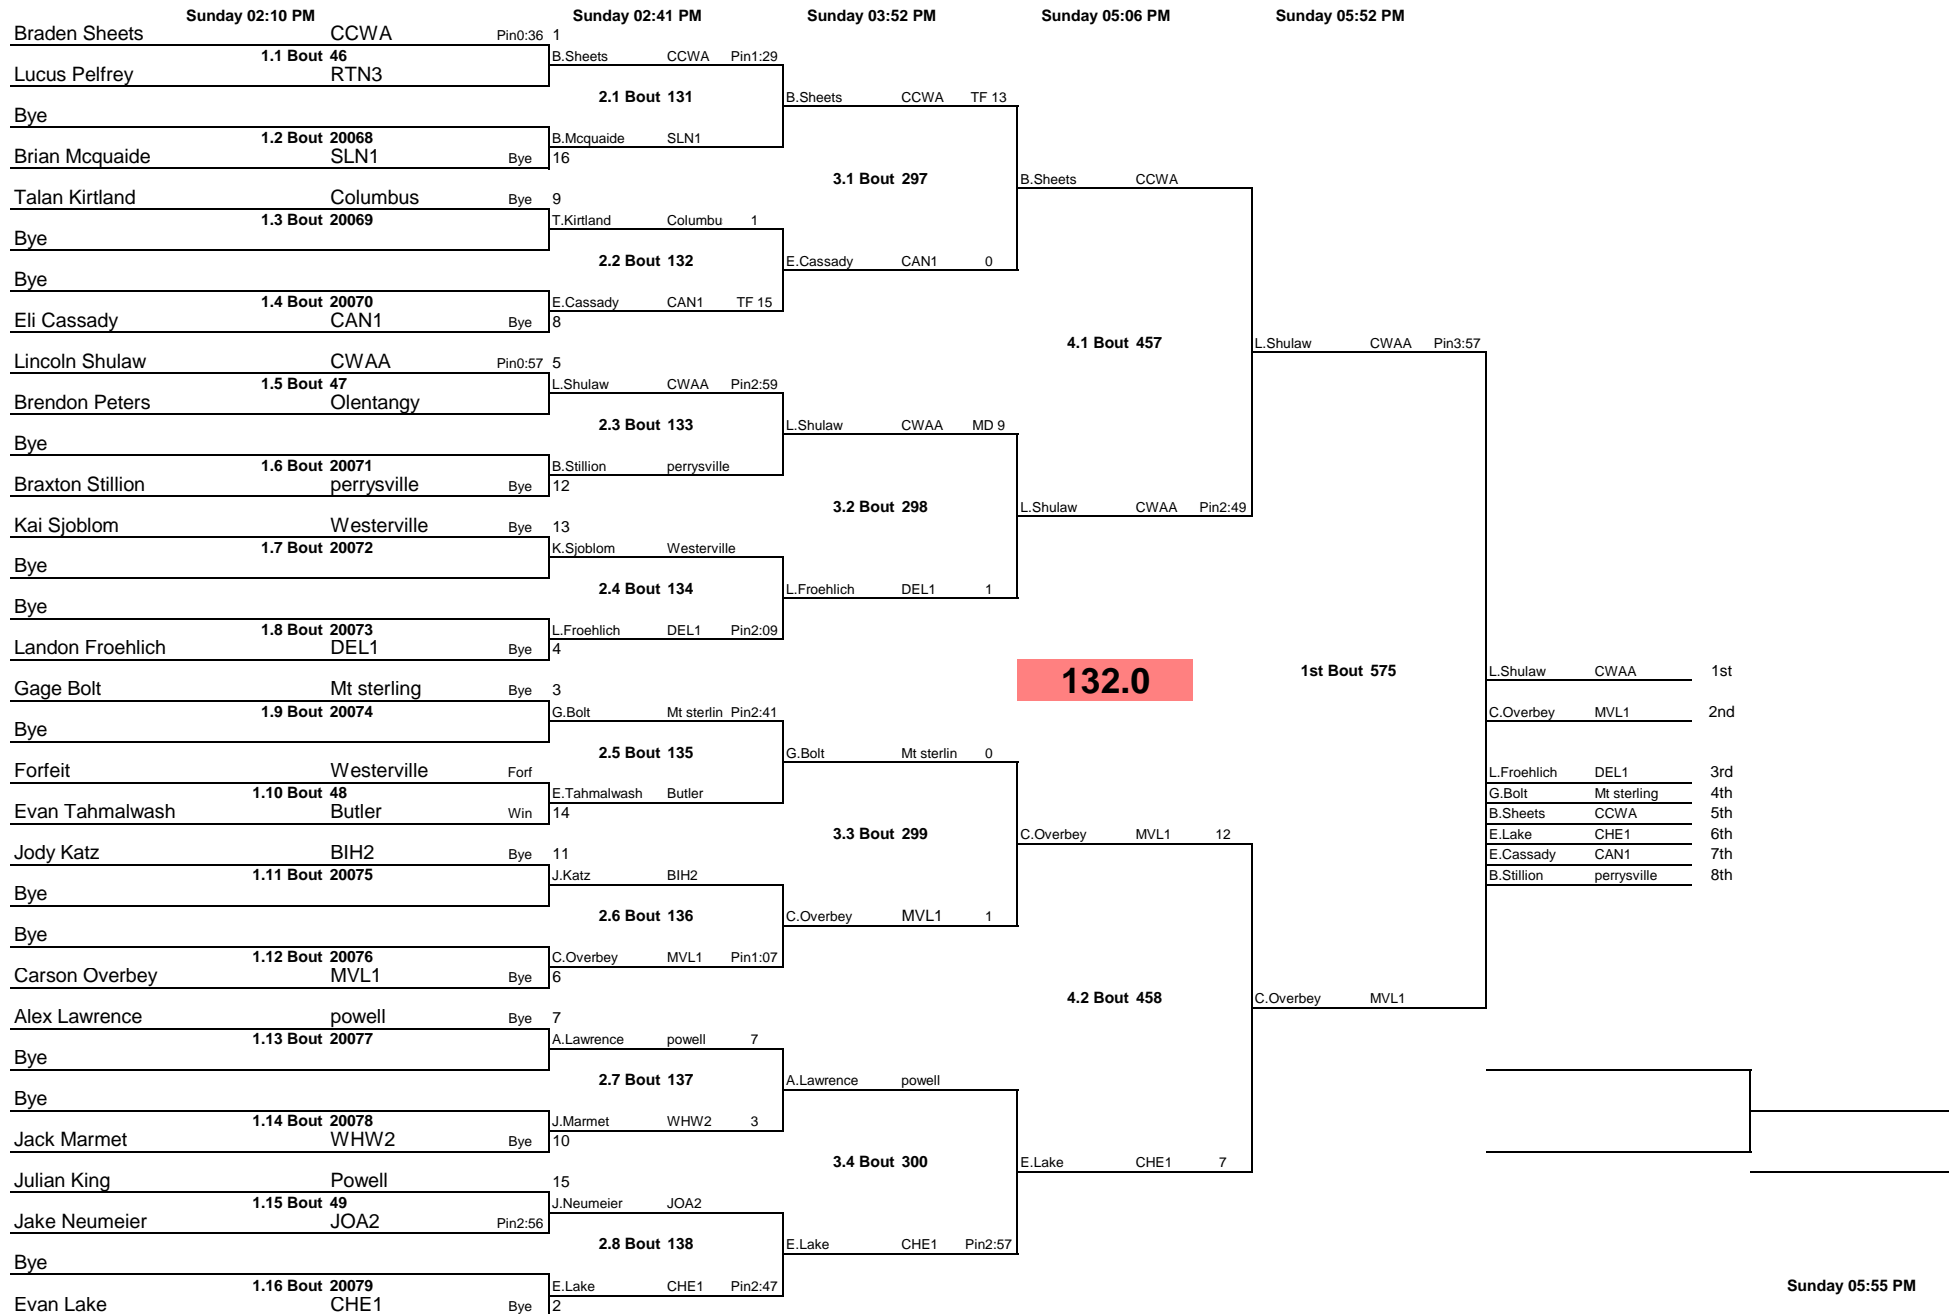 Sunday 02:10 PM Sunday 02:41 PM Sunday 03:52 PM Sunday 05:06 PM Sunday 05:52 PM
Braden Sheets CCWA Pin0:36 1
1.1 Bout 46 B.Sheets CCWA Pin1:29
Lucus Pelfrey RTN3
2.1 Bout 131 B.Sheets CCWA TF 13
Bye
1.2 Bout 20068 B.Mcquaide SLN1
Brian Mcquaide SLN1 Bye 16
3.1 Bout 297 B.Sheets CCWA
Talan Kirtland Columbus Bye 9
1.3 Bout 20069 T.Kirtland Columbu 1
Bye
2.2 Bout 132 E.Cassady CAN1 0
Bye
1.4 Bout 20070 E.Cassady CAN1 TF 15
Eli Cassady CAN1 Bye 8
4.1 Bout 457 L.Shulaw CWAA Pin3:57
Lincoln Shulaw CWAA Pin0:57 5
1.5 Bout 47 L.Shulaw CWAA Pin2:59
Brendon Peters Olentangy
2.3 Bout 133 L.Shulaw CWAA MD 9
Bye
1.6 Bout 20071 B.Stillion perrysville
Braxton Stillion perrysville Bye 12
3.2 Bout 298 L.Shulaw CWAA Pin2:49
Kai Sjoblom Westerville Bye 13
1.7 Bout 20072 K.Sjoblom Westerville
Bye
2.4 Bout 134 L.Froehlich DEL1 1
Bye
1.8 Bout 20073 L.Froehlich DEL1 Pin2:09
Landon Froehlich DEL1 Bye 4
132.0 1st Bout 575 L.Shulaw CWAA 1st
Gage Bolt Mt sterling Bye 3
1.9 Bout 20074 G.Bolt Mt sterlin Pin2:41 C.Overbey MVL1 2nd
Bye
2.5 Bout 135 G.Bolt Mt sterlin 0
Forfeit Westerville Forf L.Froehlich DEL1 3rd
1.10 Bout 48 E.Tahmalwash Butler G.Bolt Mt sterling 4th
Evan Tahmalwash Butler Win 14 B.Sheets CCWA 5th
3.3 Bout 299 C.Overbey MVL1 12 E.Lake CHE1 6th
Jody Katz BIH2 Bye 11 E.Cassady CAN1 7th
1.11 Bout 20075 J.Katz BIH2 B.Stillion perrysville 8th
Bye
2.6 Bout 136 C.Overbey MVL1 1
Bye
1.12 Bout 20076 C.Overbey MVL1 Pin1:07
Carson Overbey MVL1 Bye 6
4.2 Bout 458 C.Overbey MVL1
Alex Lawrence powell Bye 7
1.13 Bout 20077 A.Lawrence powell 7
Bye
2.7 Bout 137 A.Lawrence powell
Bye
1.14 Bout 20078 J.Marmet WHW2 3
Jack Marmet WHW2 Bye 10
3.4 Bout 300 E.Lake CHE1 7
Julian King Powell 15
1.15 Bout 49 J.Neumeier JOA2
Jake Neumeier JOA2 Pin2:56
2.8 Bout 138 E.Lake CHE1 Pin2:57
Bye
1.16 Bout 20079 E.Lake CHE1 Pin2:47 Sunday 05:55 PM
Evan Lake CHE1 Bye 2